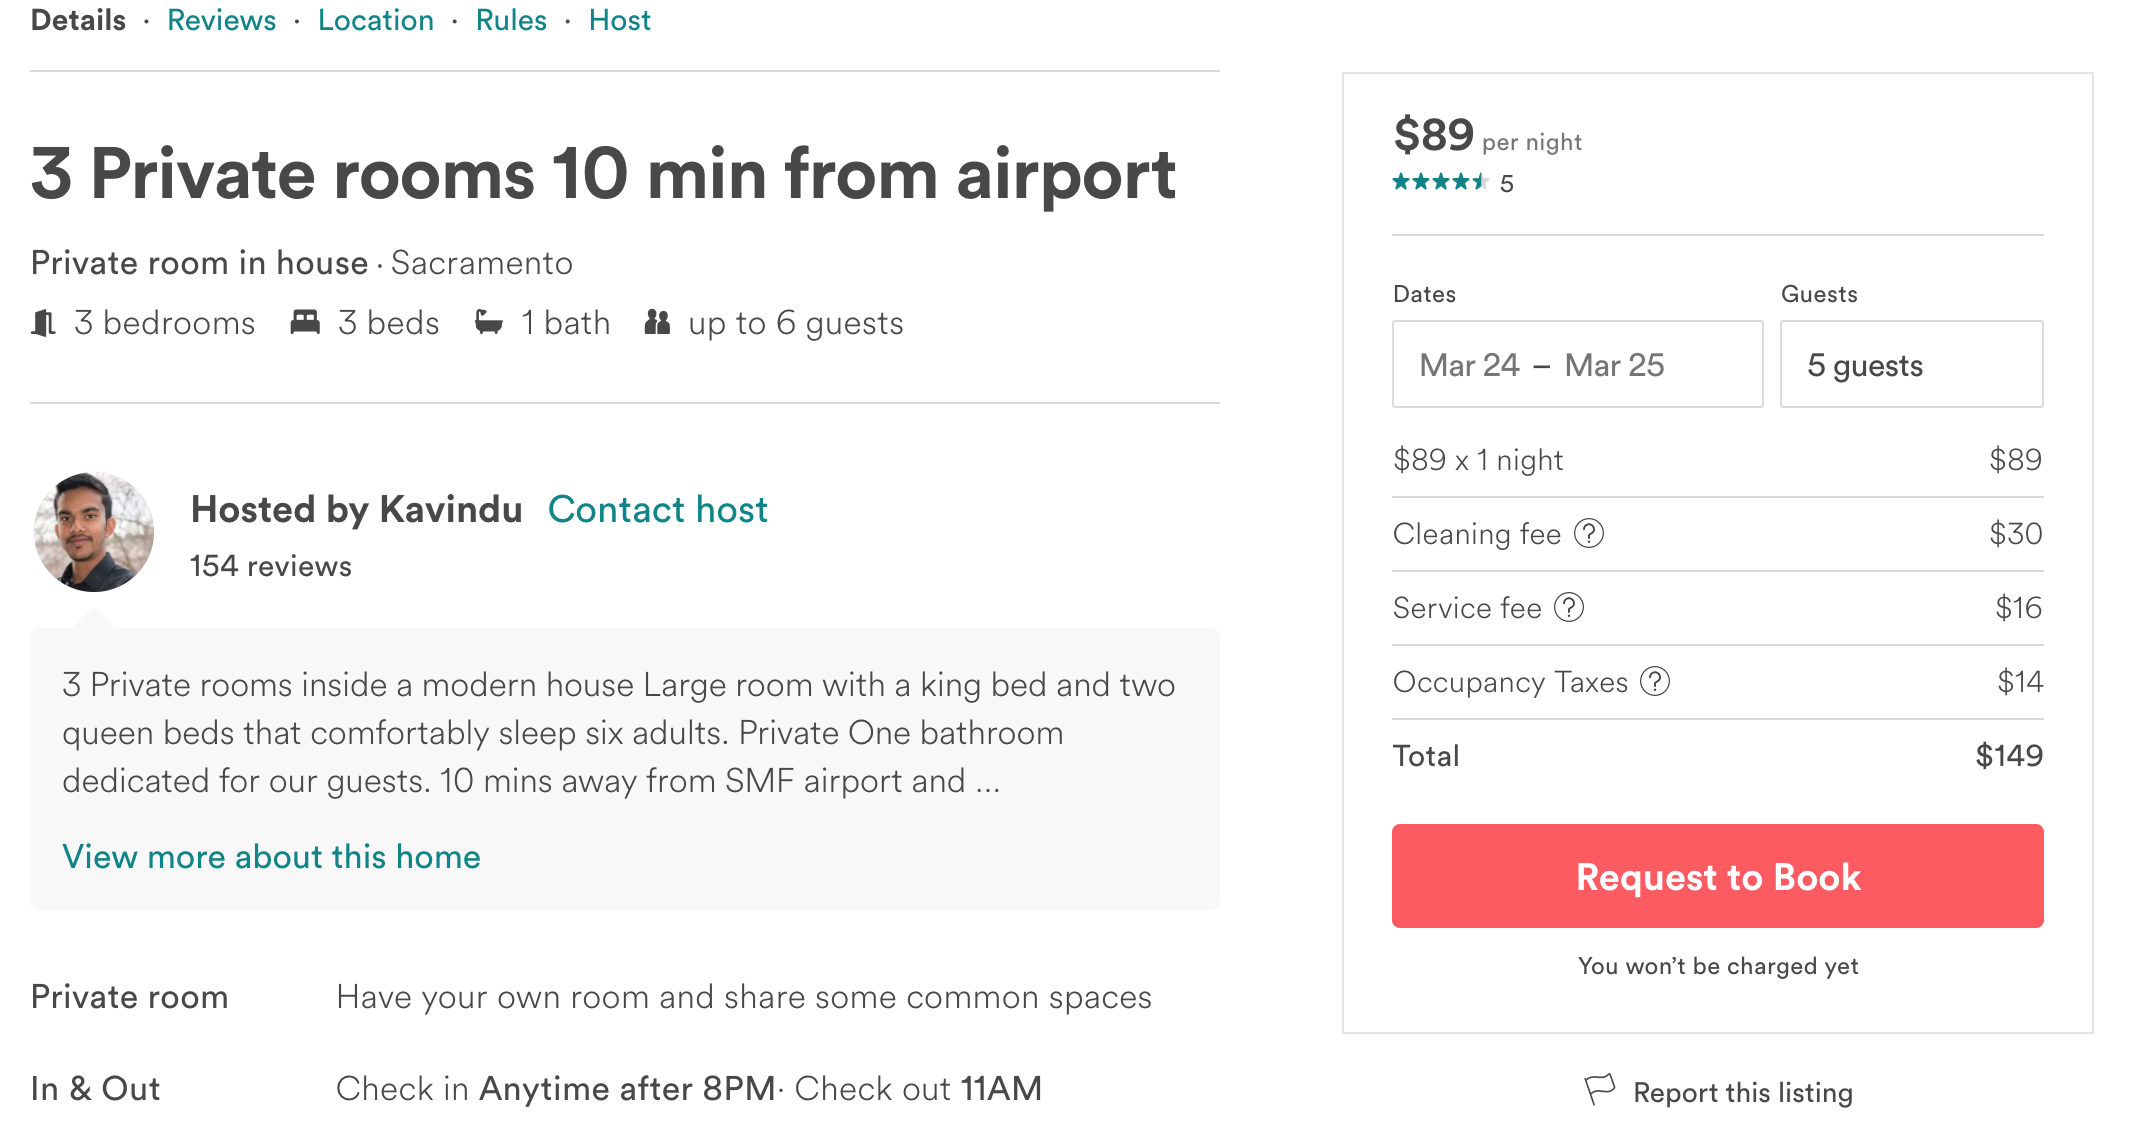 Details · Reviews · Location · Rules · Host
3 Private rooms 10 min from airport
Private room in house · Sacramento
3 bedrooms 3 beds 1 bath up to 6 guests
Hosted by Kavindu Contact host
154 reviews
3 Private rooms inside a modern house Large room with a king bed and two
queen beds that comfortably sleep six adults. Private One bathroom
dedicated for our guests. 10 mins away from SMF airport and ...
View more about this home
Private room Have your own room and share some common spaces
In & Out Check in Anytime after 8PM· Check out 11AM
$89 per night
5
Dates Guests
Mar 24 – Mar 25 5 guests
$89 x 1 night $89
Cleaning fee ? $30
Service fee ? $16
Occupancy Taxes ? $14
Total $149
Request to Book
You won’t be charged yet
Report this listing